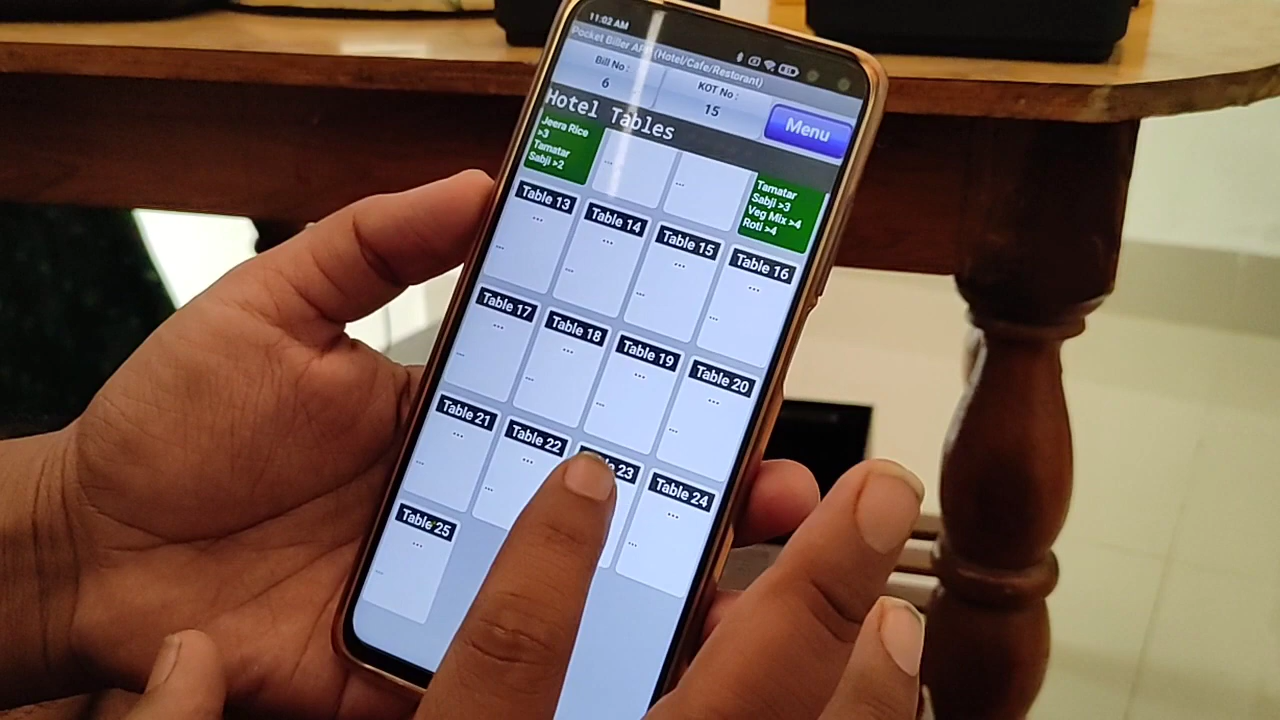 11:02 AM
Pocket Biller APP (Hotel/Cafe/Restorant)
Bill No :
6
KOT No :
15
Menu
Hotel Tables
Jeera Rice
>3
Tamatar
Sabji >2
...
...
Tamatar
Sabji >3
Veg Mix >4
Roti >4
Table 13
...
...
Table 14
...
...
Table 15
...
...
Table 16
...
...
Table 17
...
...
Table 18
...
...
Table 19
...
...
Table 20
...
...
Table 21
...
...
Table 22
...
...
23
Table 24
...
...
Table 25
...
...